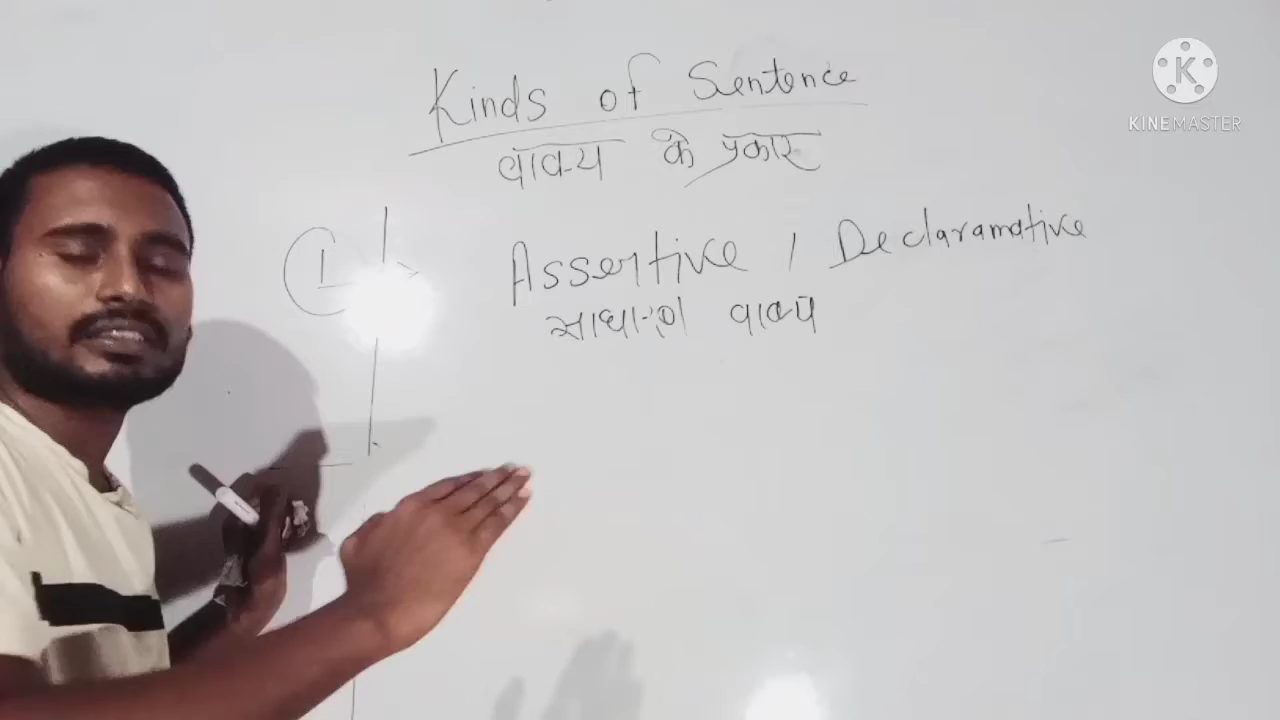 Kinds of Sentence
वाक्य के प्रकार
1 Assertive / Declaramative
साधारण वाक्य
KINEMASTER